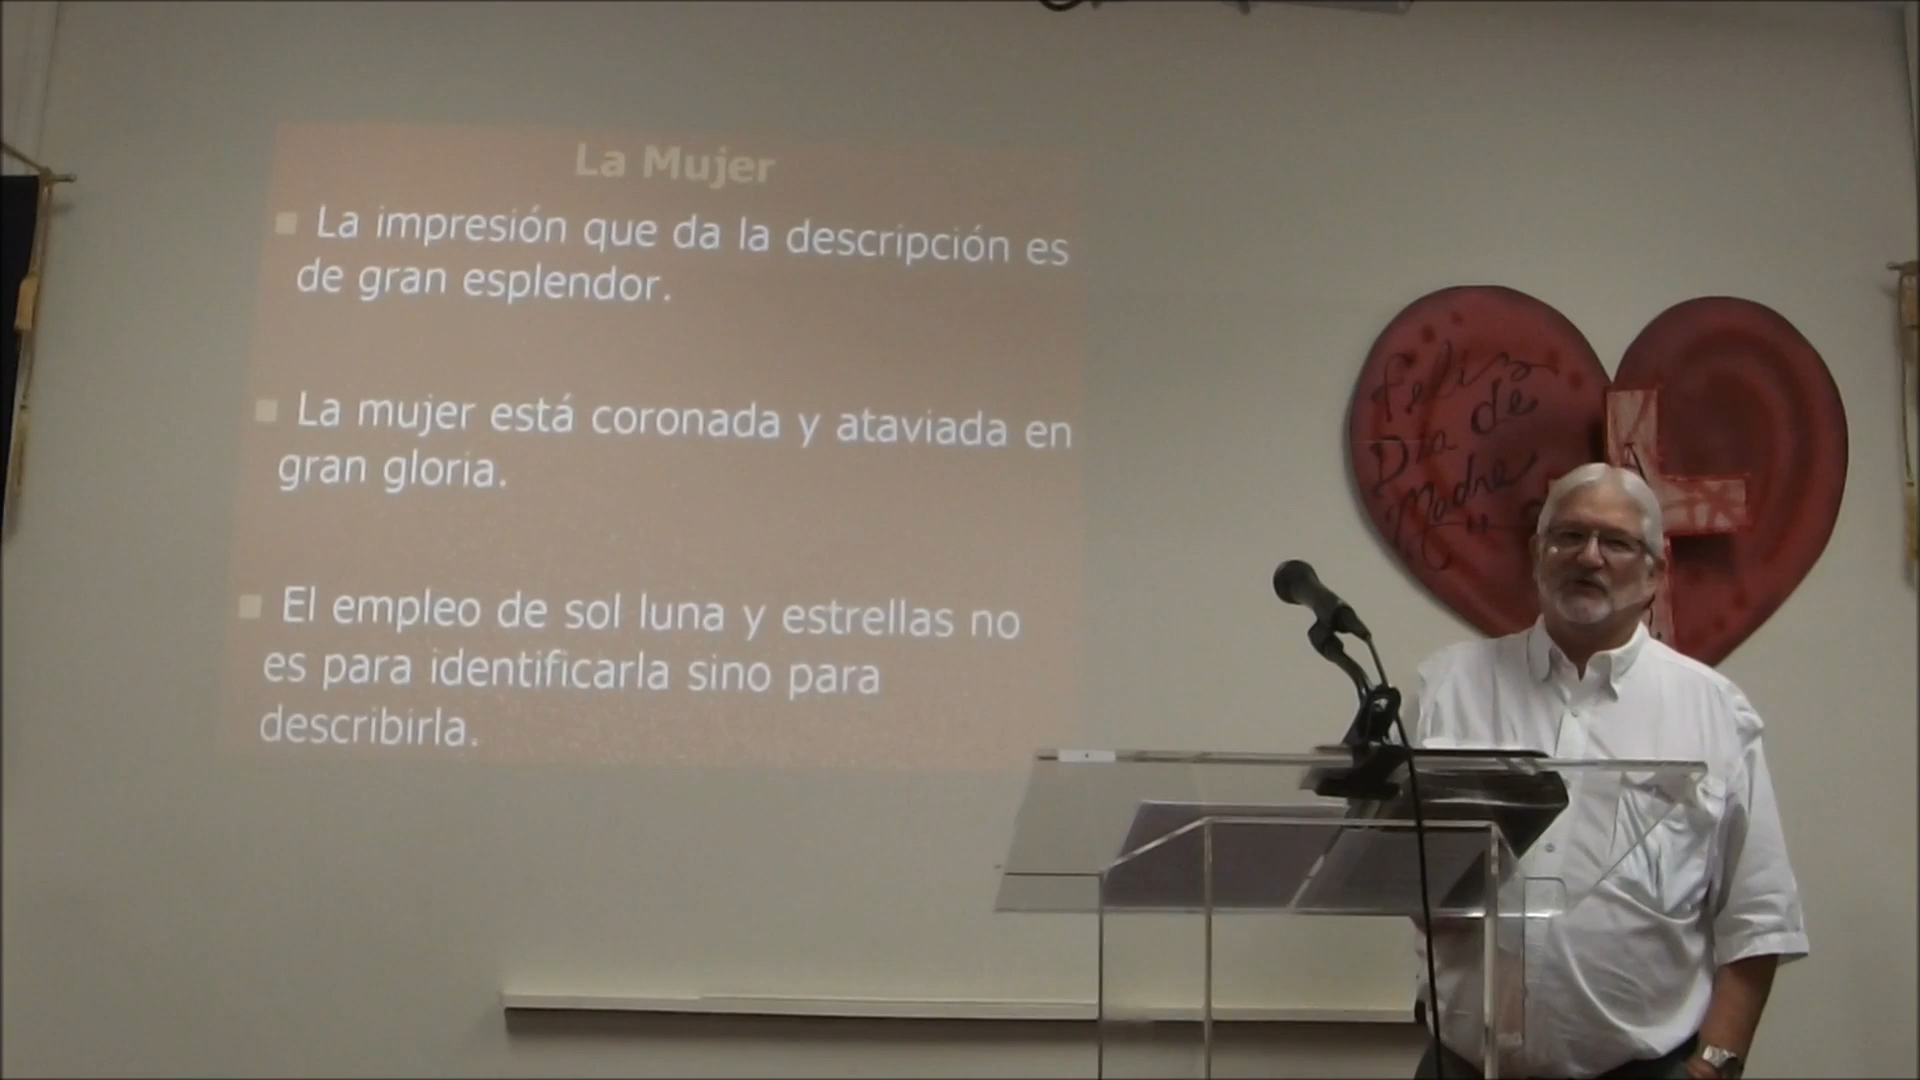 La Mujer
La impresión que da la descripción es
de gran esplendor.
La mujer está coronada y ataviada en
gran gloria.
El empleo de sol luna y estrellas no
es para identificarla sino para
describirla.
Feliz
Dia de
Madre